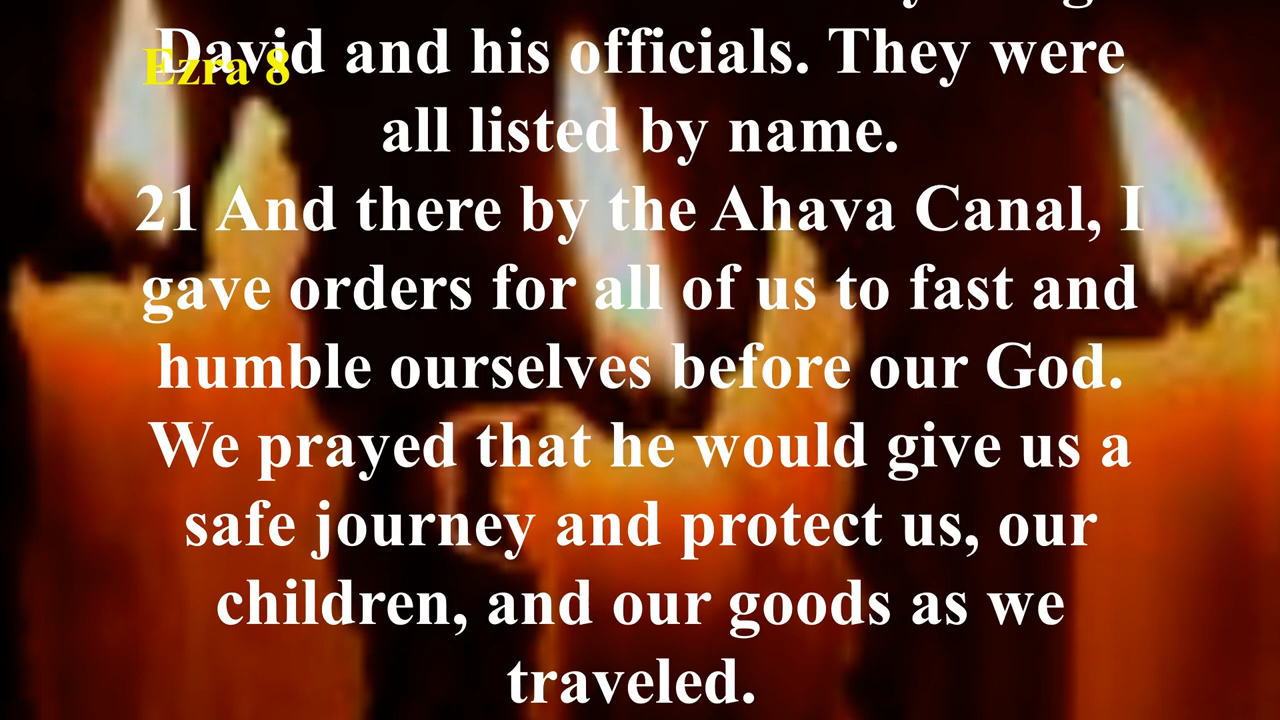 David and his officials. They were
Ezra 8
all listed by name.
21 And there by the Ahava Canal, I
gave orders for all of us to fast and
humble ourselves before our God.
We prayed that he would give us a
safe journey and protect us, our
children, and our goods as we
traveled.